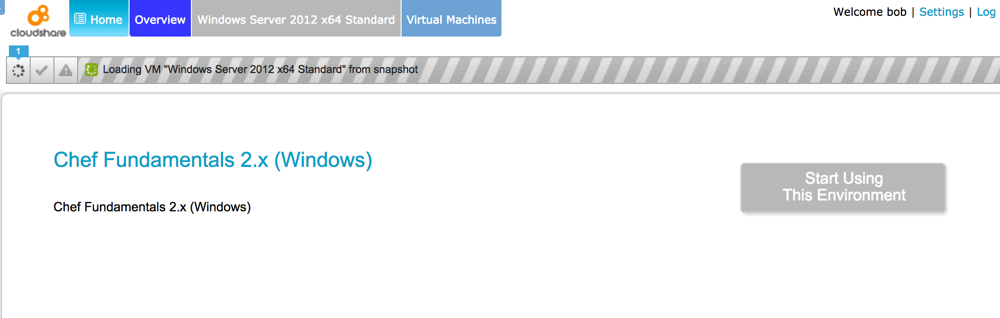 cloudshare
Home
Overview
Windows Server 2012 x64 Standard
Virtual Machines
Welcome bob | Settings | Log
1
Loading VM "Windows Server 2012 x64 Standard" from snapshot
Chef Fundamentals 2.x (Windows)
Start Using
This Environment
Chef Fundamentals 2.x (Windows)